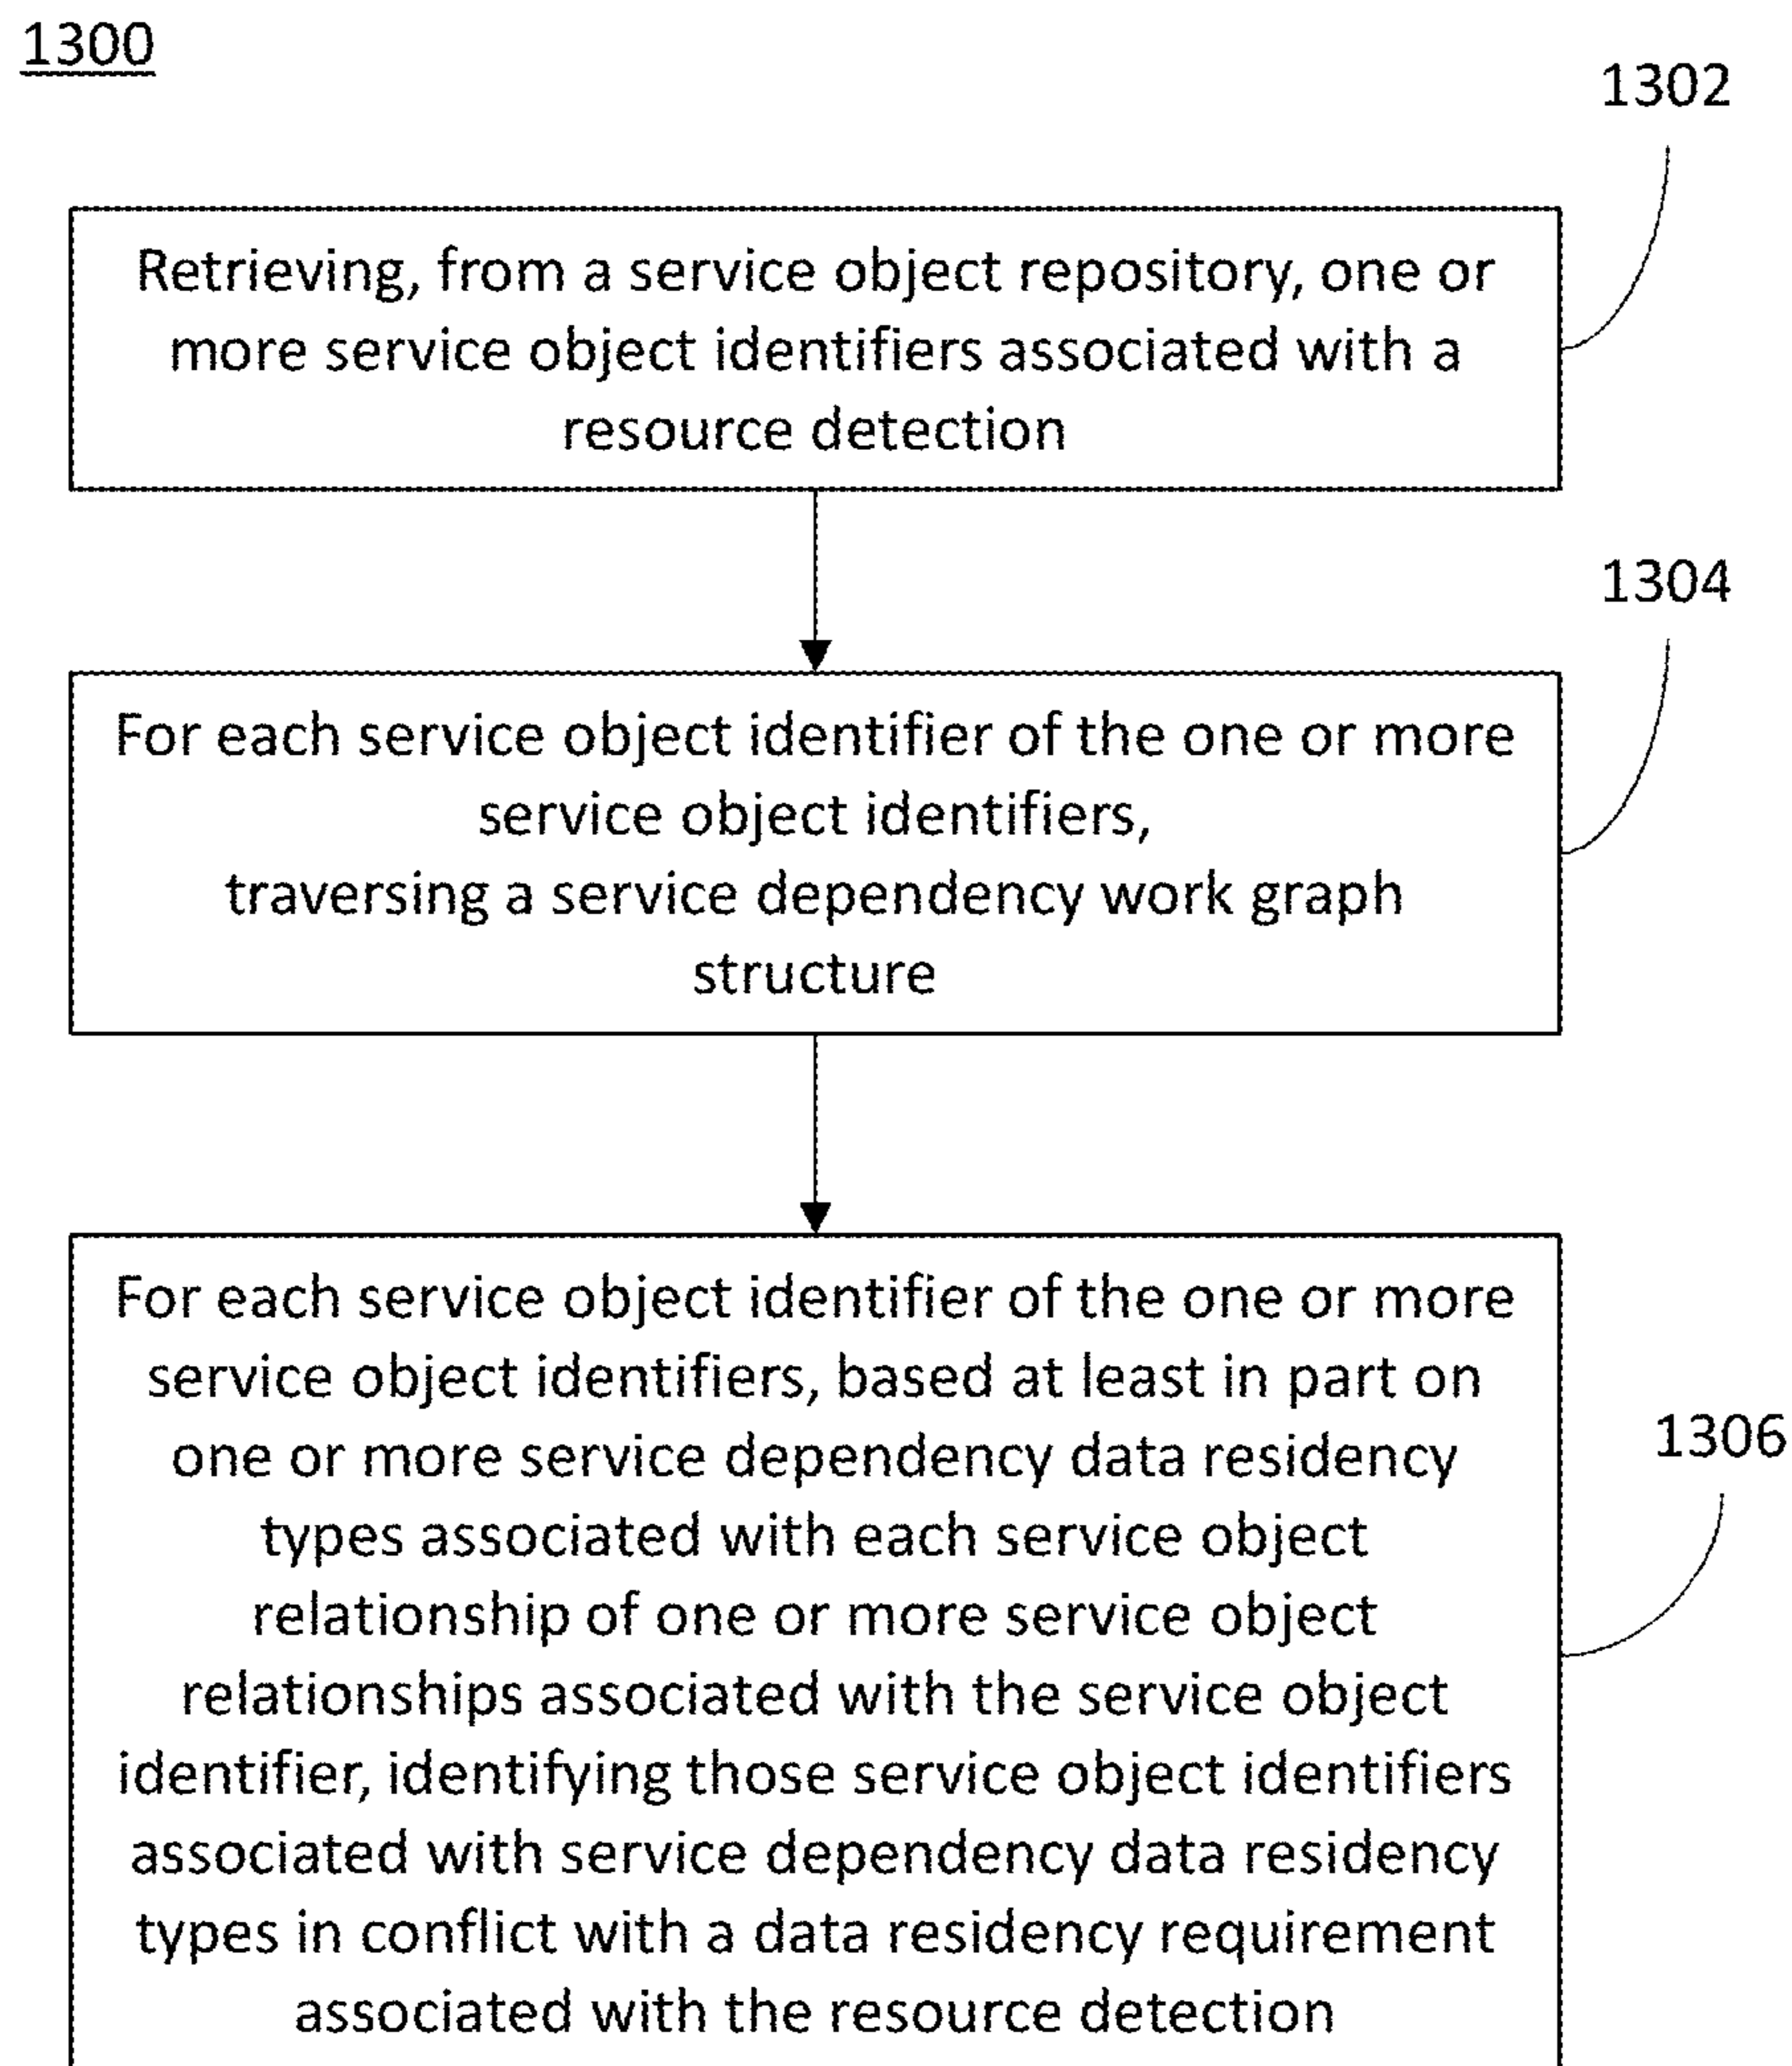 1300
1302
Retrieving, from a service object repository, one or
more service object identifiers associated with a
resource detection
1304
For each service object identifier of the one or more
service object identifiers,
traversing a service dependency work graph
structure
For each service object identifier of the one or more
service object identifiers, based at least in part on
one or more service dependency data residency
1306
types associated with each service object
relationship of one or more service object
relationships associated with the service object
identifier, identifying those service object identifiers
associated with service dependency data residency
types in conflict with a data residency requirement
associated with the resource detection